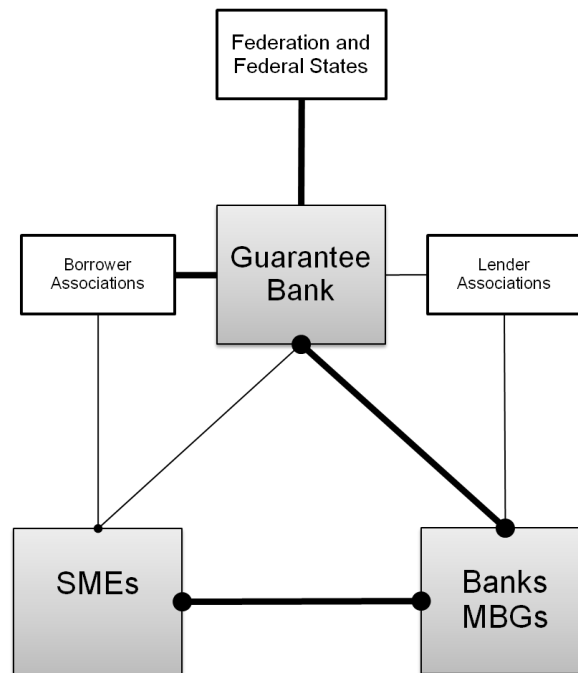 Federation and
Federal States
Borrower
Associations
Guarantee
Bank
Lender
Associations
SMEs
Banks
MBGs